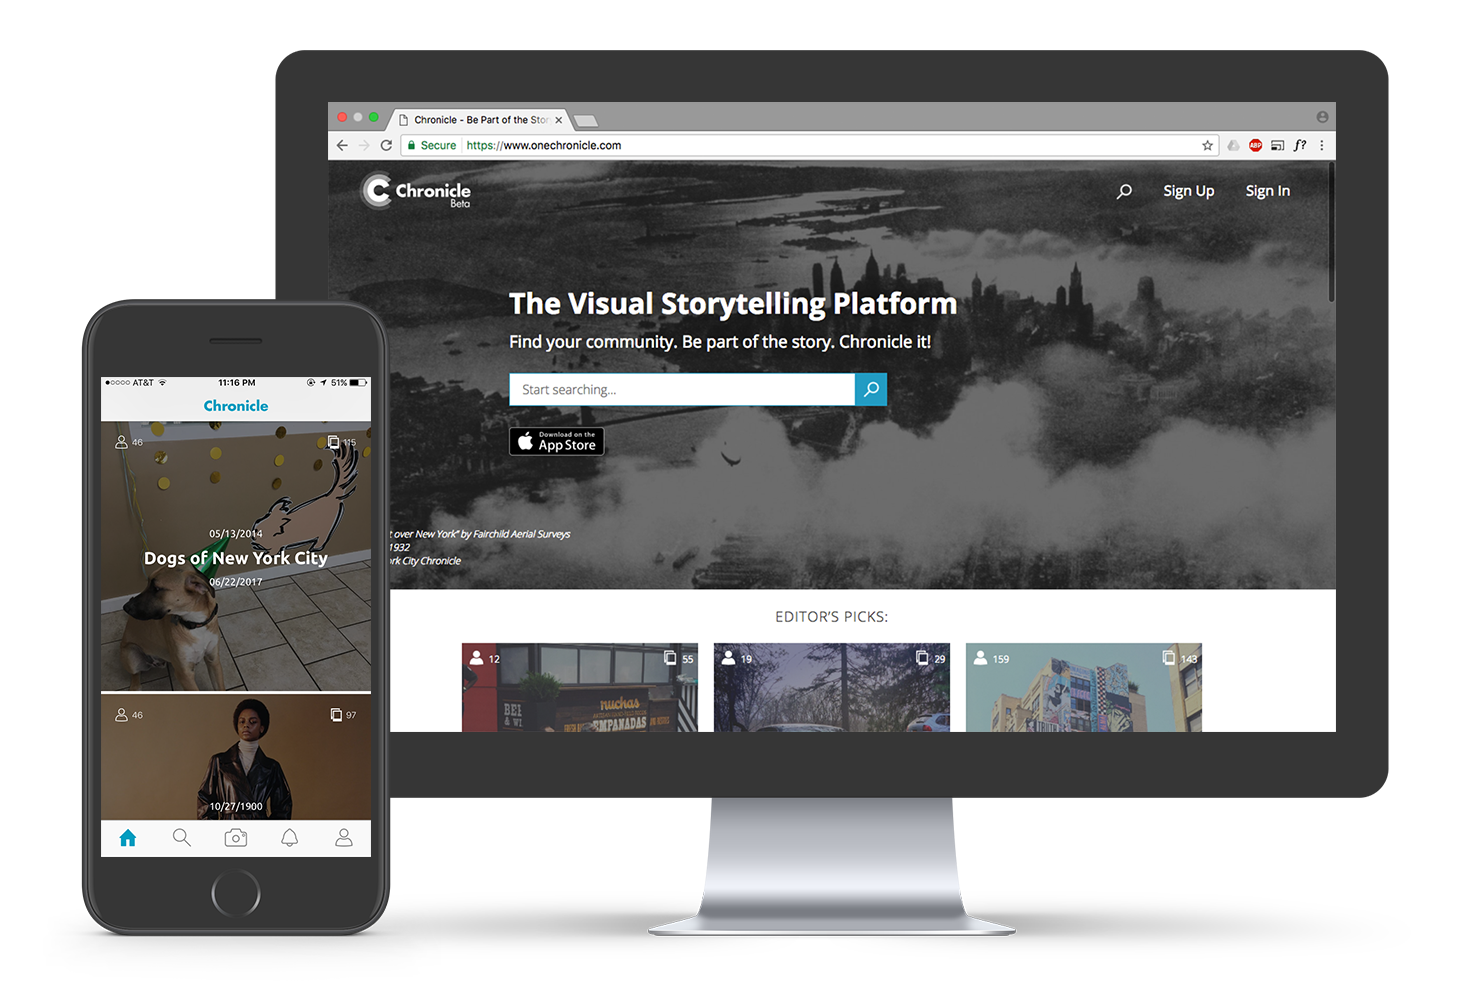 Chronicle - Be Part of the Stor
Secure https://www.onechronicle.com
ABP
f?
C Chronicle
Beta
Sign Up
Sign In
The Visual Storytelling Platform
Find your community. Be part of the story. Chronicle it!
Start searching...
Download on the
App Store
t over New York" by Fairchild Aerial Surveys
1932
rk City Chronicle
EDITOR'S PICKS:
12
55
nuchas
EMPANADAS
19
29
159
143
AT&T
11:16 PM
51%
Chronicle
46
115
05/13/2014
Dogs of New York City
06/22/2017
46
97
10/27/1900